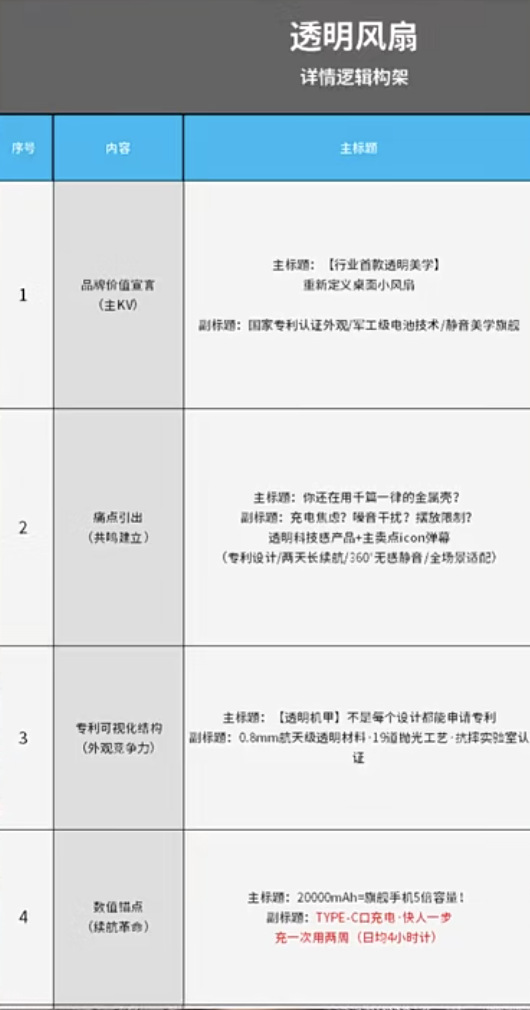 透明风扇
详情逻辑构架
序号 内容 主标题
1
品牌价值宣言
（主KV）
主标题：【行业首款透明美学】
重新定义桌面小风扇
副标题：国家专利认证外观/军工级电池技术/静音美学旗舰
2
痛点引出
（共鸣建立）
主标题：你还在用千篇一律的金属壳？
副标题：充电焦虑？噪音干扰？摆放限制？
透明科技感产品+主卖点icon弹幕
（专利设计/两天长续航/360°无感静音/全场景适配）
3
专利可视化结构
（外观竞争力）
主标题：【透明机甲】不是每个设计都能申请专利
副标题：0.8mm航天级透明材料·19道抛光工艺·抗摔实验室认
证
4
数值锚点
（续航革命）
主标题：20000mAh=旗舰手机5倍容量！
副标题：TYPE-C口充电·快人一步
充一次用两周（日均4小时计）